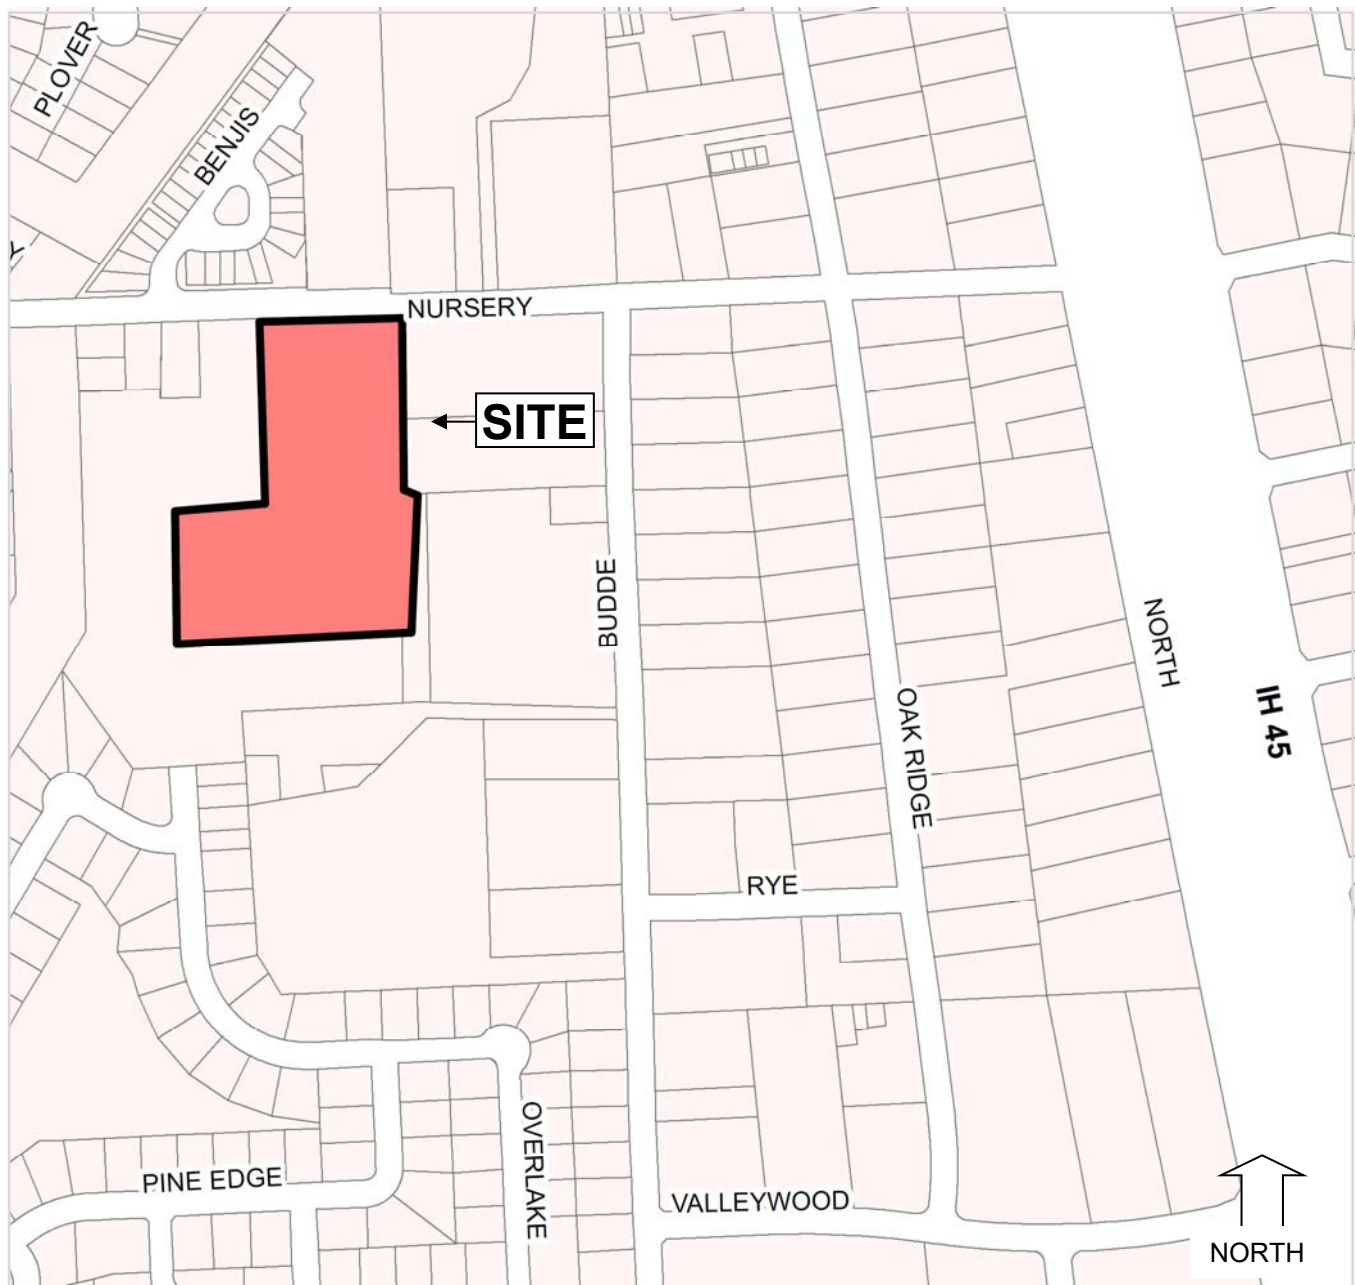 PLOVER
BENJIS
Y
NURSERY
SITE
BUDDE
NORTH
IH 45
OAK RIDGE
RYE
OVERLAKE
PINE EDGE
VALLEYWOOD
NORTH